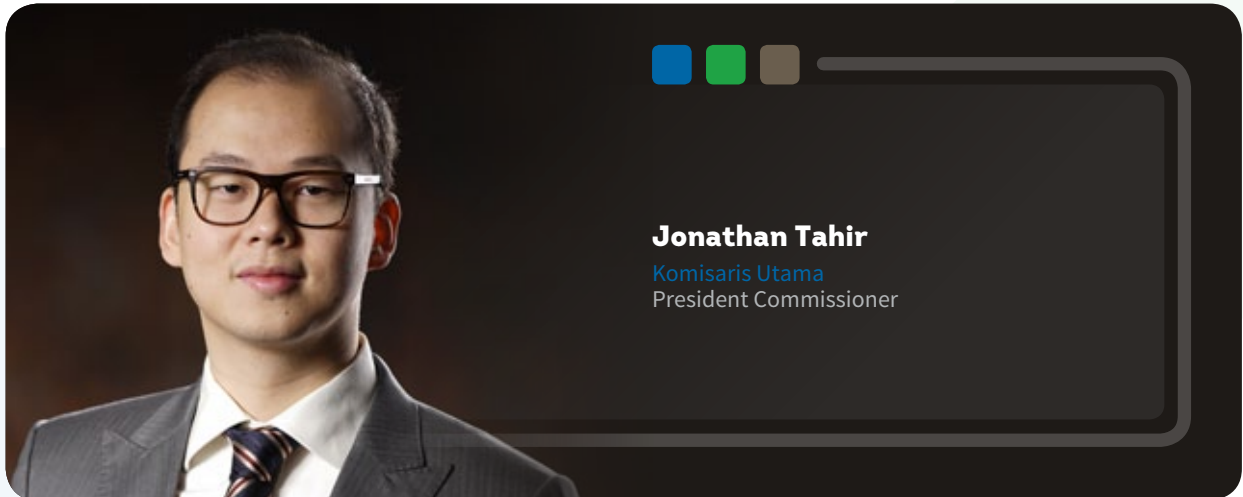 Jonathan Tahir
Komisaris Utama
President Commissioner